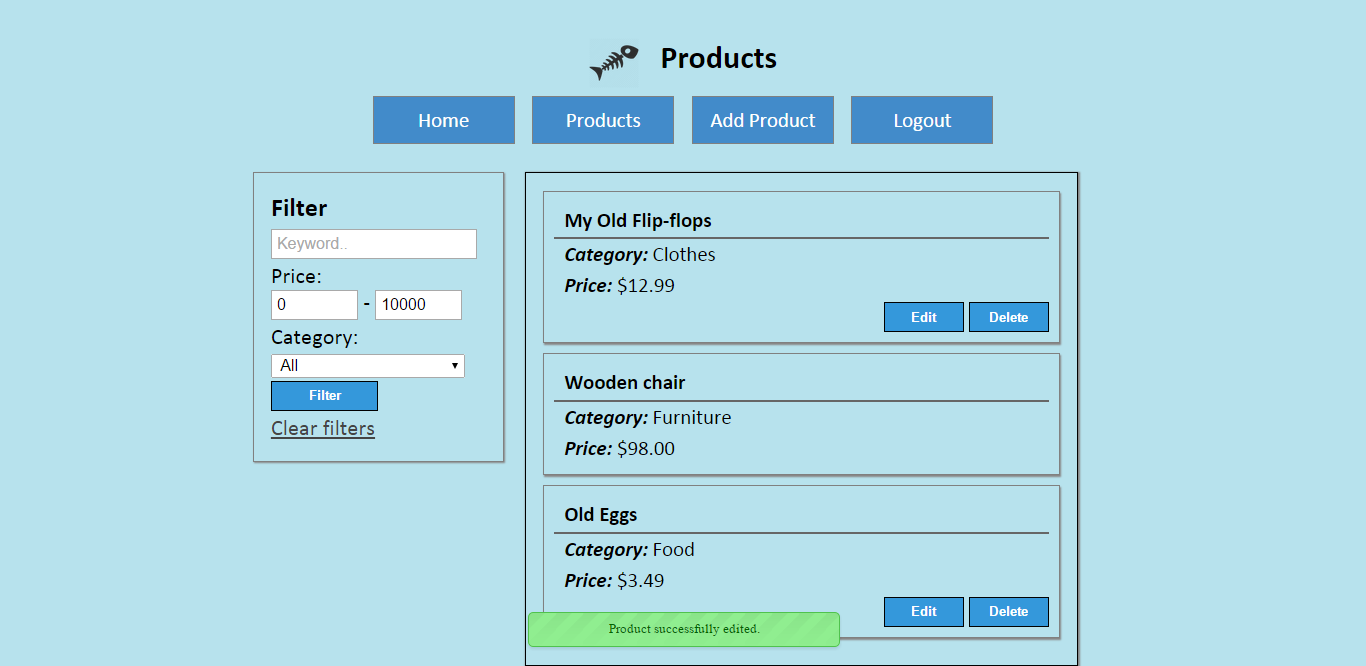 Products
Home Products Add Product Logout
Filter
Keyword..
Price:
0 - 10000
Category:
All
Filter
Clear filters
My Old Flip-flops
Category: Clothes
Price: $12.99
Edit Delete
Wooden chair
Category: Furniture
Price: $98.00
Old Eggs
Category: Food
Price: $3.49
Edit Delete
Product successfully edited.